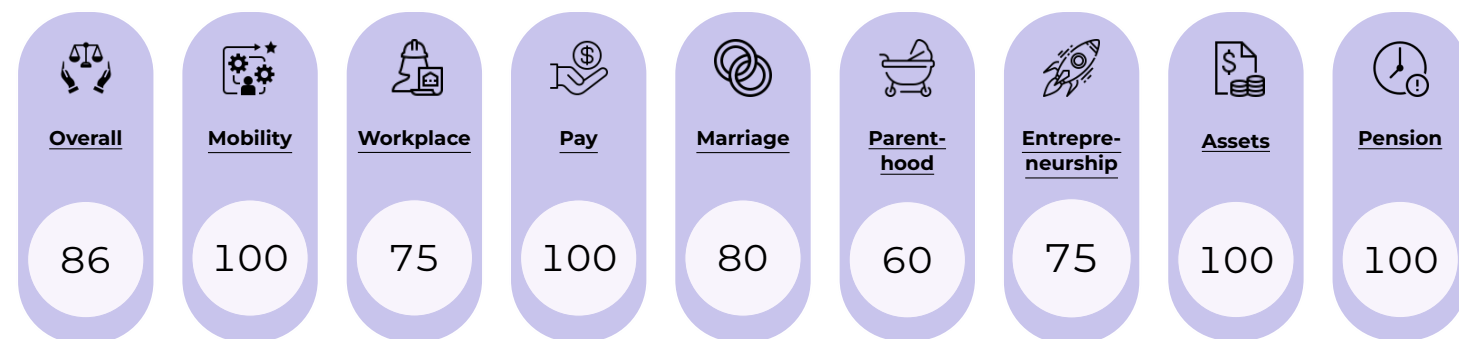 Overall
86
Mobility
100
Workplace
75
Pay
100
Marriage
80
Parent-
hood
60
Entrepre-
neurship
75
$
Assets
100
Pension
100